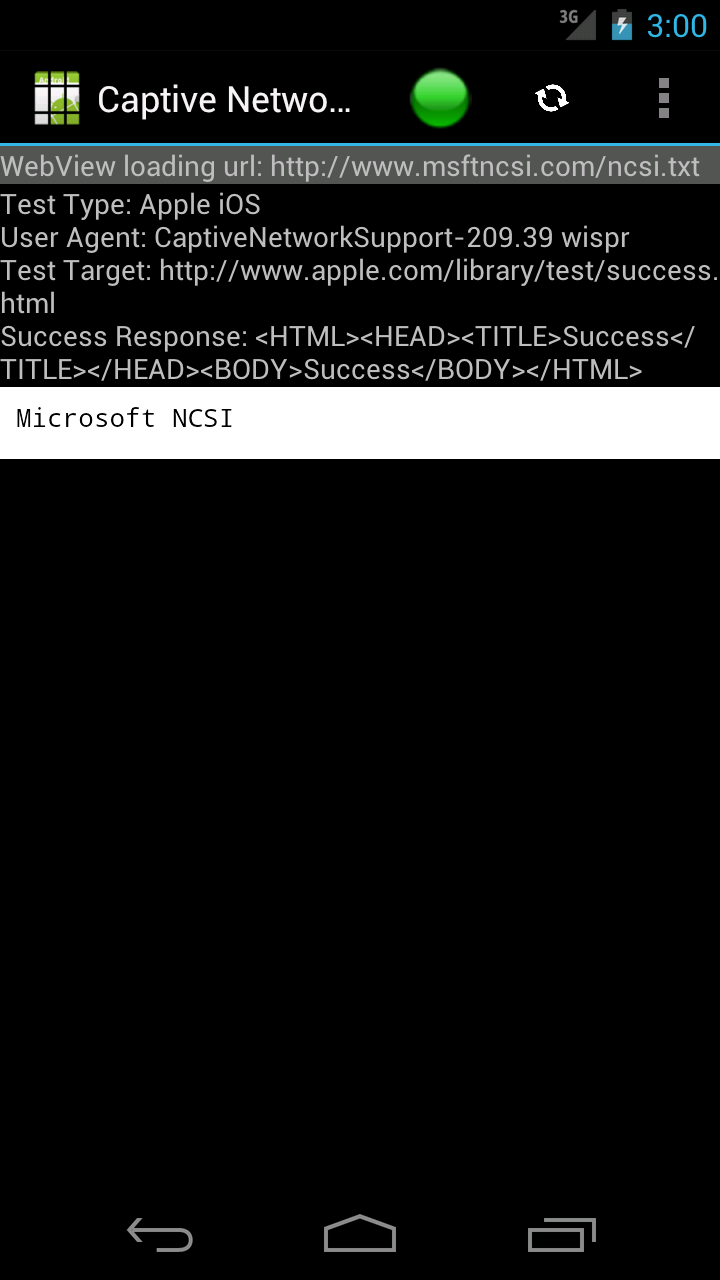 3G
3:00
Captive Netwo...
WebView loading url: http://www.msftncsi.com/ncsi.txt
Test Type: Apple iOS
User Agent: CaptiveNetworkSupport-209.39 wispr
Test Target: http://www.apple.com/library/test/success.
html
Success Response: <HTML><HEAD><TITLE>Success</
TITLE></HEAD><BODY>Success</BODY></HTML>
Microsoft NCSI